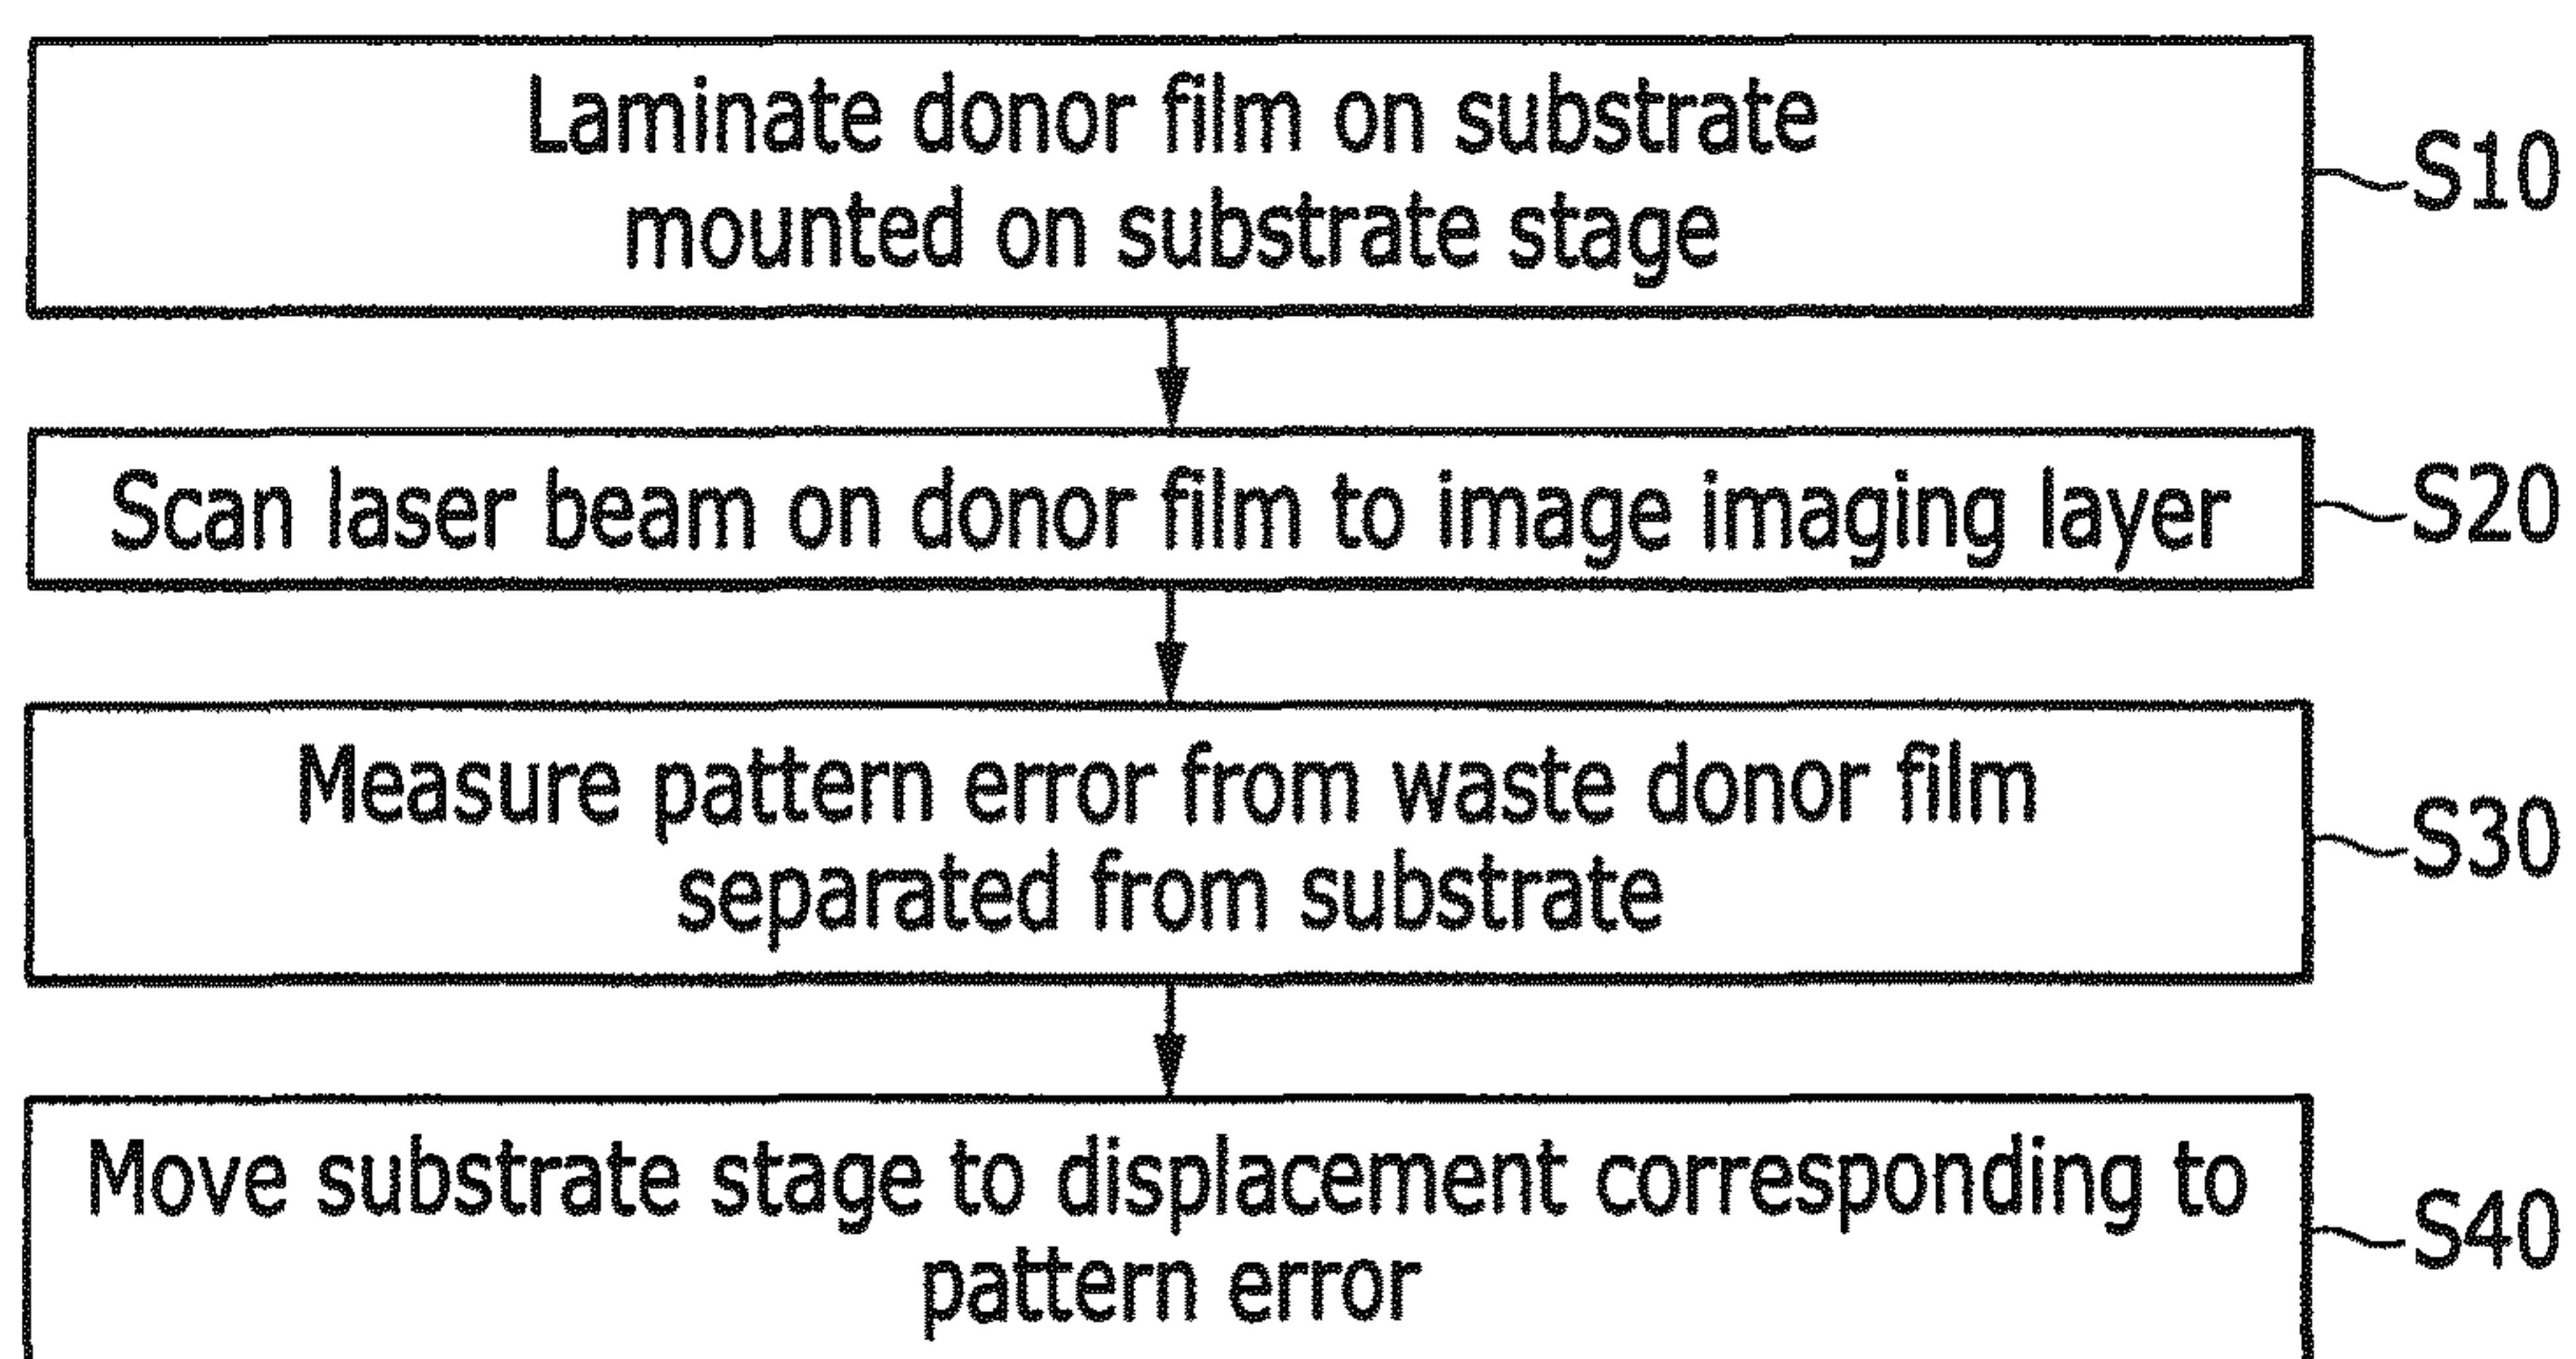 Laminate donor film on substrate
mounted on substrate stage
S10
Scan laser beam on donor film to image imaging layer
S20
Measure pattern error from waste donor film
separated from substrate
S30
Move substrate stage to displacement corresponding to
pattern error
S40